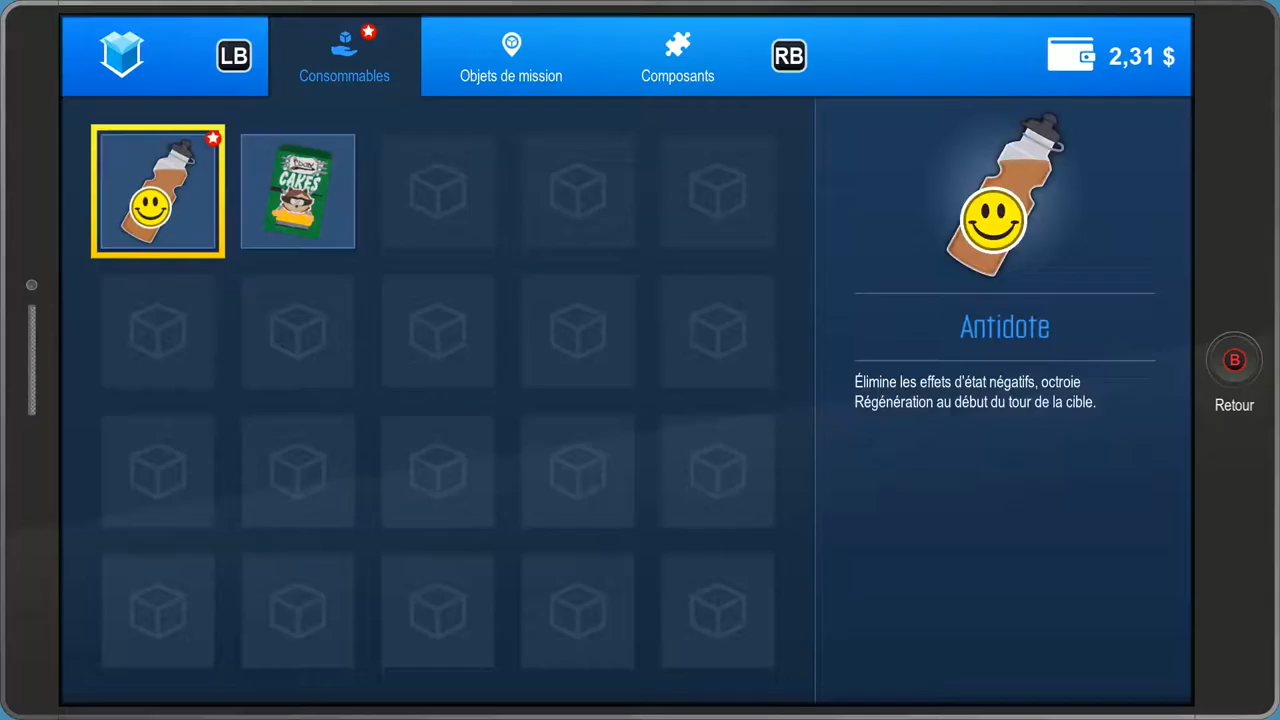 LB
Consommables
Objets de mission
Composants
RB
2,31 $
CAKES
Antidote
Élimine les effets d'état négatifs, octroie
Régénération au début du tour de la cible.
B
Retour